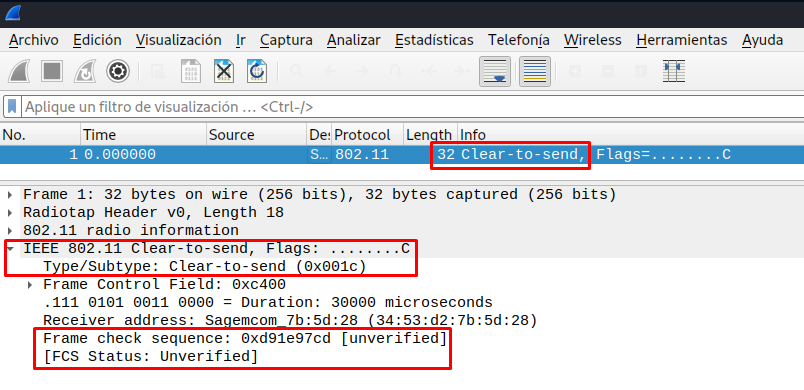 Archivo Edición Visualización Ir Captura Analizar Estadísticas Telefonía Wireless Herramientas Ayuda
Aplique un filtro de visualización … <Ctrl-/>
No. Time Source Des Protocol Length Info
1 0.000000 S… 802.11 32 Clear-to-send, Flags=........C
Frame 1: 32 bytes on wire (256 bits), 32 bytes captured (256 bits)
Radiotap Header v0, Length 18
802.11 radio information
IEEE 802.11 Clear-to-send, Flags: ........C
Type/Subtype: Clear-to-send (0x001c)
Frame Control Field: 0xc400
.111 0101 0011 0000 = Duration: 30000 microseconds
Receiver address: Sagemcom_7b:5d:28 (34:53:d2:7b:5d:28)
Frame check sequence: 0xd91e97cd [unverified]
[FCS Status: Unverified]